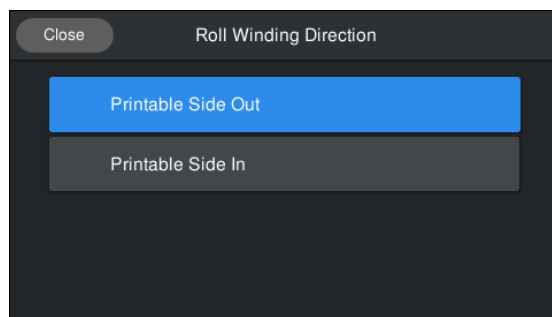 Close
Roll Winding Direction
Printable Side Out
Printable Side In